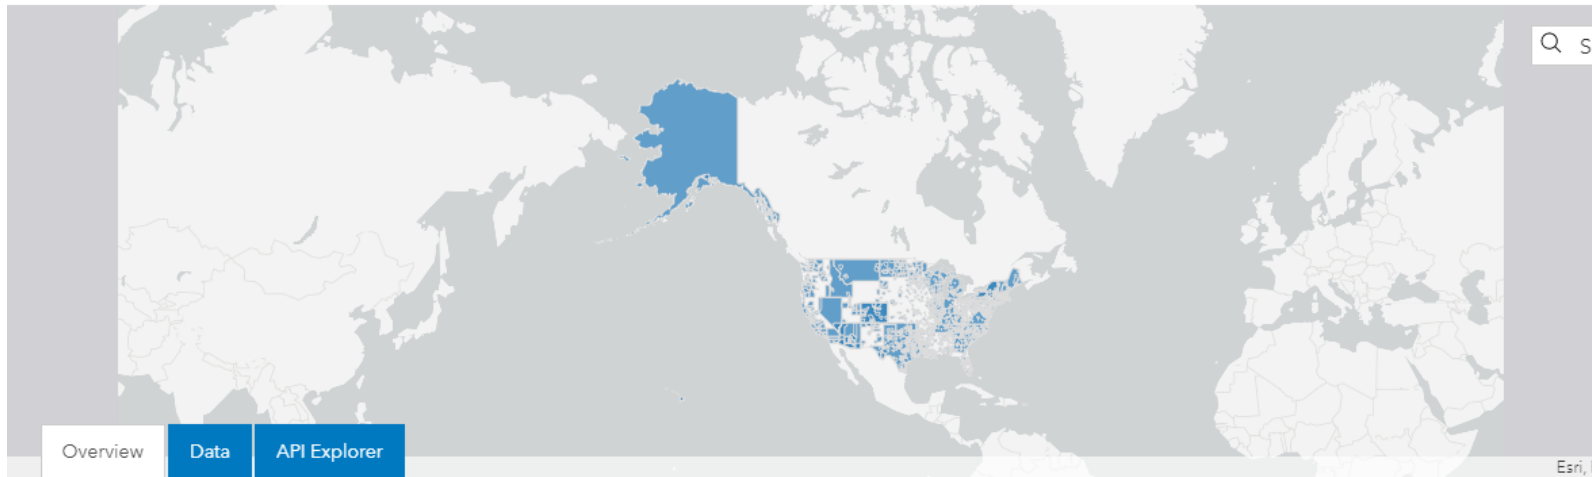 S
Overview
Data
API Explorer
Esri,